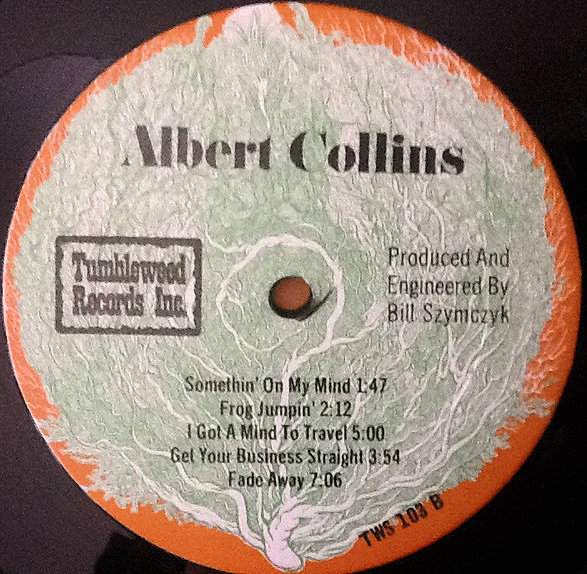 Albert Collins
Tumbleweed
Records Inc.
Produced And
Engineered By
Bill Szymczyk
Somethin' On My Mind 1:47
Frog Jumpin' 2:12
I Got A Mind To Travel 5:00
Get Your Business Straight 3:54
Fade Away 7:06
TWS 103 B